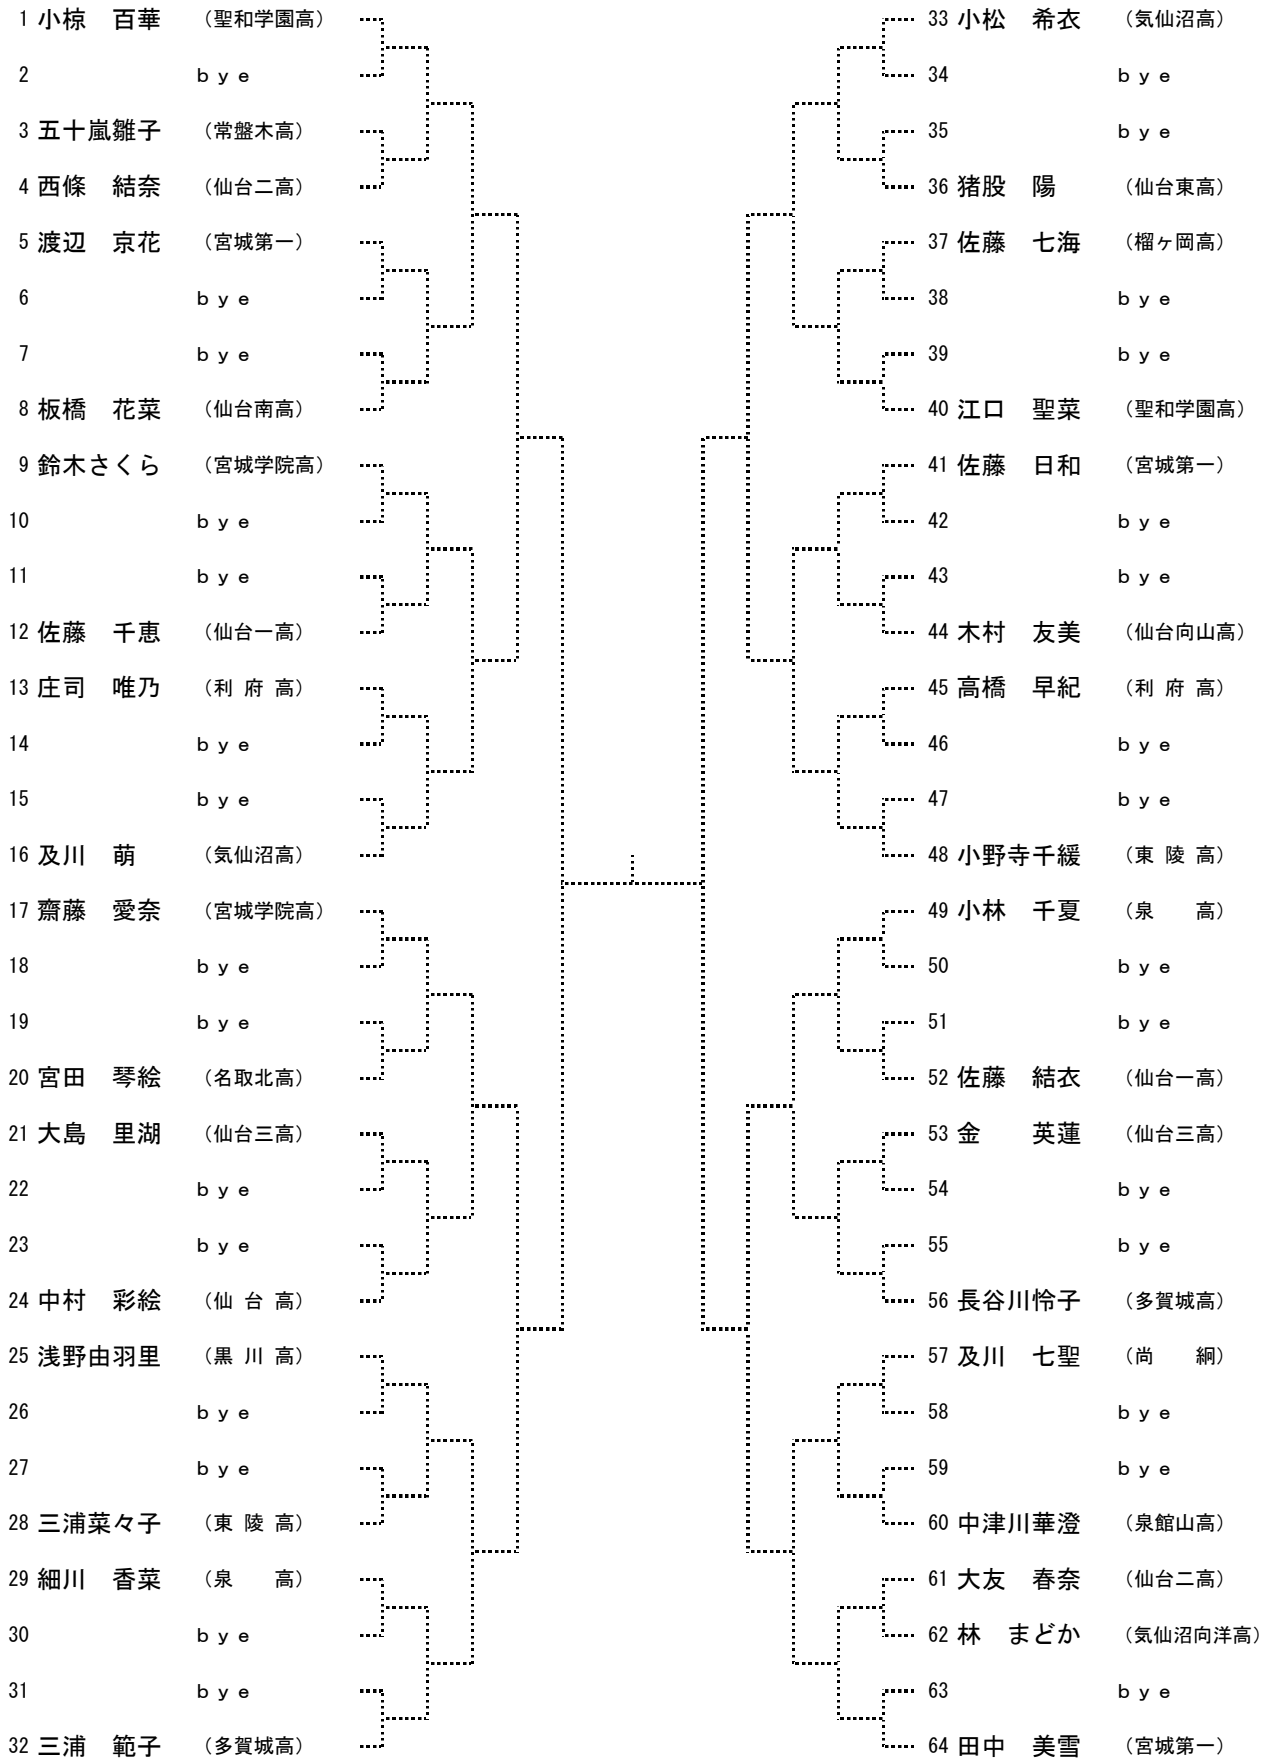 1 小椋　百華 （聖和学園高）
2 ｂｙｅ
3 五十嵐雛子 （常盤木高）
4 西條　結奈 （仙台二高）
5 渡辺　京花 （宮城第一）
6 ｂｙｅ
7 ｂｙｅ
8 板橋　花菜 （仙台南高）
9 鈴木さくら （宮城学院高）
10 ｂｙｅ
11 ｂｙｅ
12 佐藤　千恵 （仙台一高）
13 庄司　唯乃 （利 府 高）
14 ｂｙｅ
15 ｂｙｅ
16 及川　萌 （気仙沼高）
17 齋藤　愛奈 （宮城学院高）
18 ｂｙｅ
19 ｂｙｅ
20 宮田　琴絵 （名取北高）
21 大島　里湖 （仙台三高）
22 ｂｙｅ
23 ｂｙｅ
24 中村　彩絵 （仙 台 高）
25 浅野由羽里 （黒 川 高）
26 ｂｙｅ
27 ｂｙｅ
28 三浦菜々子 （東 陵 高）
29 細川　香菜 （泉　　高）
30 ｂｙｅ
31 ｂｙｅ
32 三浦　範子 （多賀城高）
33 小松　希衣 （気仙沼高）
34 ｂｙｅ
35 ｂｙｅ
36 猪股　陽 （仙台東高）
37 佐藤　七海 （榴ヶ岡高）
38 ｂｙｅ
39 ｂｙｅ
40 江口　聖菜 （聖和学園高）
41 佐藤　日和 （宮城第一）
42 ｂｙｅ
43 ｂｙｅ
44 木村　友美 （仙台向山高）
45 高橋　早紀 （利 府 高）
46 ｂｙｅ
47 ｂｙｅ
48 小野寺千緩 （東 陵 高）
49 小林　千夏 （泉　　高）
50 ｂｙｅ
51 ｂｙｅ
52 佐藤　結衣 （仙台一高）
53 金　　英蓮 （仙台三高）
54 ｂｙｅ
55 ｂｙｅ
56 長谷川怜子 （多賀城高）
57 及川　七聖 （尚　　絅）
58 ｂｙｅ
59 ｂｙｅ
60 中津川華澄 （泉館山高）
61 大友　春奈 （仙台二高）
62 林　まどか （気仙沼向洋高）
63 ｂｙｅ
64 田中　美雪 （宮城第一）